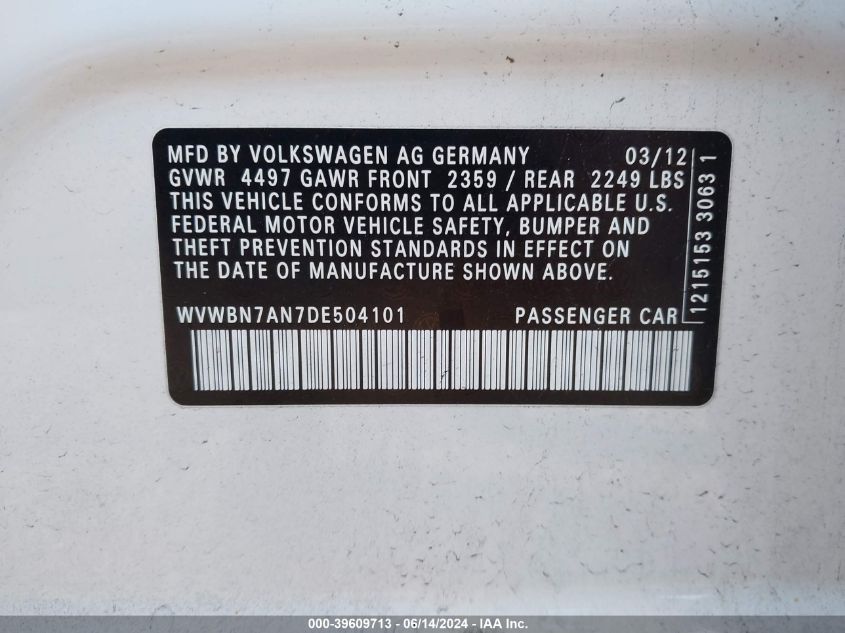 MFD BY VOLKSWAGEN AG GERMANY 03/12
GVWR 4497 GAWR FRONT 2359 / REAR 2249 LBS
THIS VEHICLE CONFORMS TO ALL APPLICABLE U.S.
FEDERAL MOTOR VEHICLE SAFETY, BUMPER AND
THEFT PREVENTION STANDARDS IN EFFECT ON
THE DATE OF MANUFACTURE SHOWN ABOVE.
WVWBN7AN7DE504101 PASSENGER CAR
1215153 30631
000-39609713 - 06/14/2024 - IAA Inc.